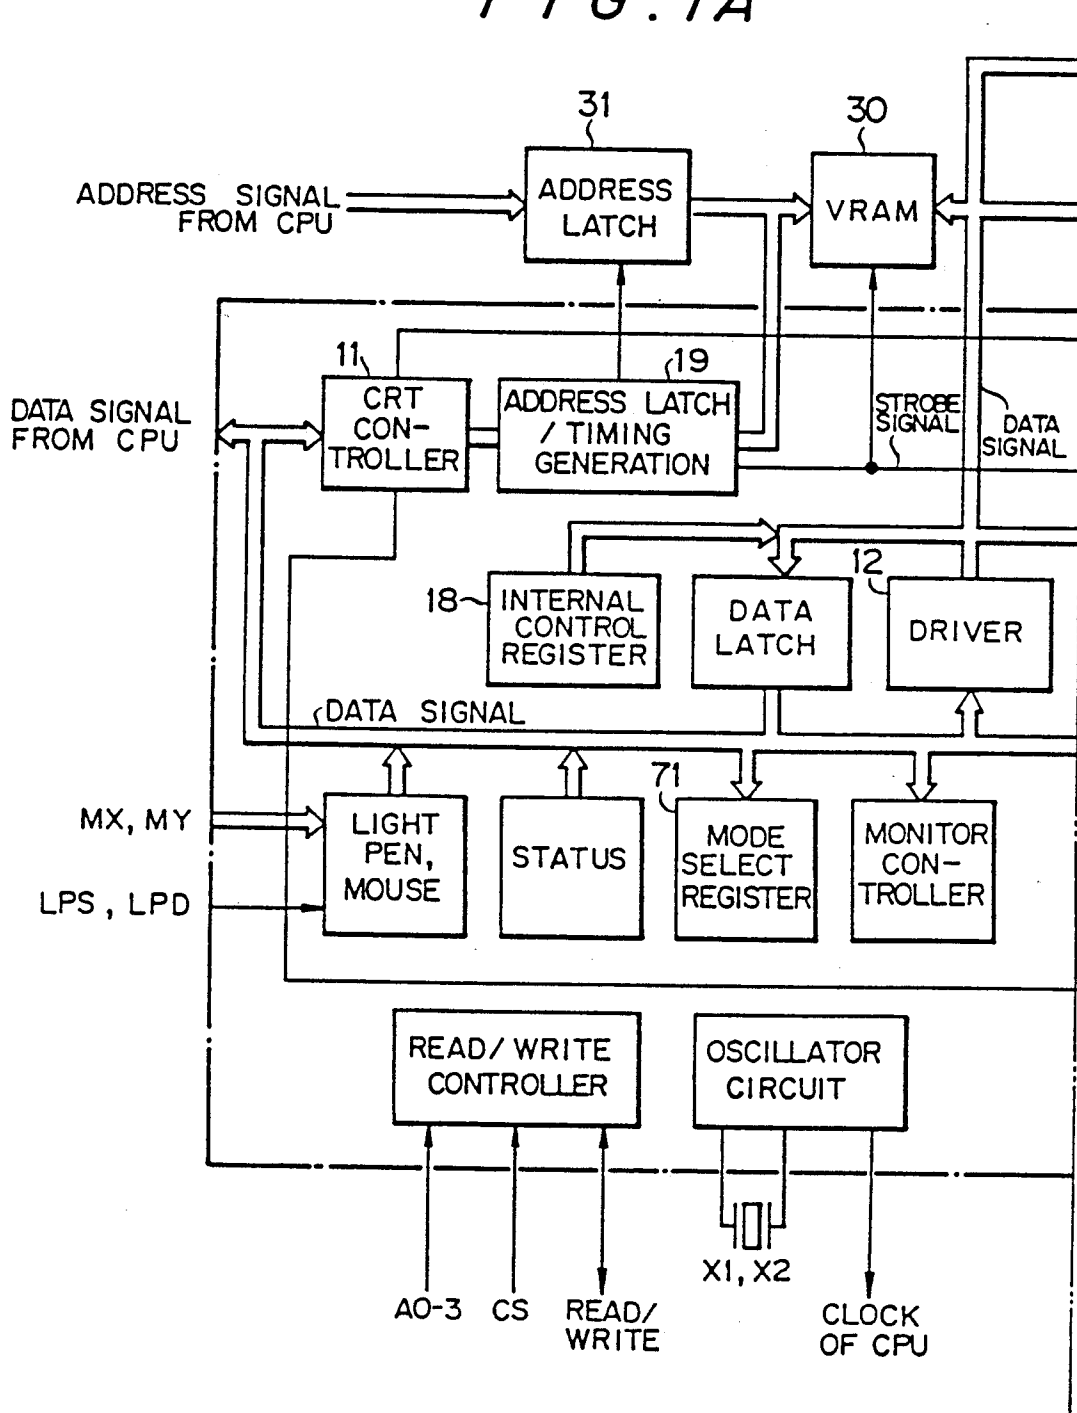 FIG. 1A
31
30
ADDRESS SIGNAL
FROM CPU
ADDRESS
LATCH
VRAM
11
19
DATA SIGNAL
FROM CPU
CRT
CON-
TROLLER
ADDRESS LATCH
/ TIMING
GENERATION
STROBE
SIGNAL
DATA
SIGNAL
18
INTERNAL
CONTROL
REGISTER
DATA
LATCH
12
DRIVER
DATA SIGNAL
71
MX, MY
LPS, LPD
LIGHT
PEN,
MOUSE
STATUS
MODE
SELECT
REGISTER
MONITOR
CON-
TROLLER
READ/WRITE
CONTROLLER
OSCILLATOR
CIRCUIT
X1, X2
A0-3
CS
READ/
WRITE
CLOCK
OF CPU